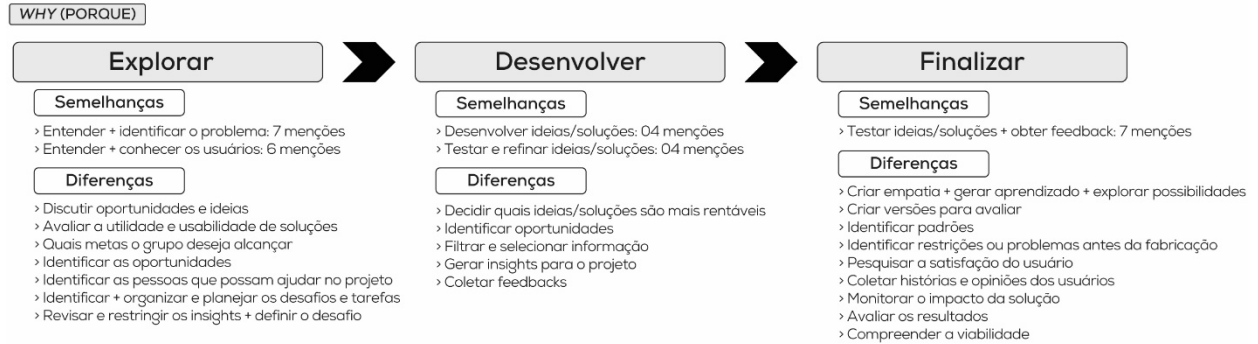 WHY (PORQUE)
Explorar
Semelhanças
> Entender + identificar o problema: 7 menções
> Entender + conhecer os usuários: 6 menções
Diferenças
> Discutir oportunidades e ideias
> Avaliar a utilidade e usabilidade de soluções
> Quais metas o grupo deseja alcançar
> Identificar as oportunidades
> Identificar as pessoas que possam ajudar no projeto
> Identificar + organizar e planejar os desafios e tarefas
> Revisar e restringir os insights + definir o desafio
Desenvolver
Semelhanças
> Desenvolver ideias/soluções: 04 menções
> Testar e refinar ideias/soluções: 04 menções
Diferenças
> Decidir quais ideias/soluções são mais rentáveis
> Identificar oportunidades
> Filtrar e selecionar informação
> Gerar insights para o projeto
> Coletar feedbacks
Finalizar
Semelhanças
> Testar ideias/soluções + obter feedback: 7 menções
Diferenças
> Criar empatia + gerar aprendizado + explorar possibilidades
> Criar versões para avaliar
> Identificar padrões
> Identificar restrições ou problemas antes da fabricação
> Pesquisar a satisfação do usuário
> Coletar histórias e opiniões dos usuários
> Monitorar o impacto da solução
> Avaliar os resultados
> Compreender a viabilidade